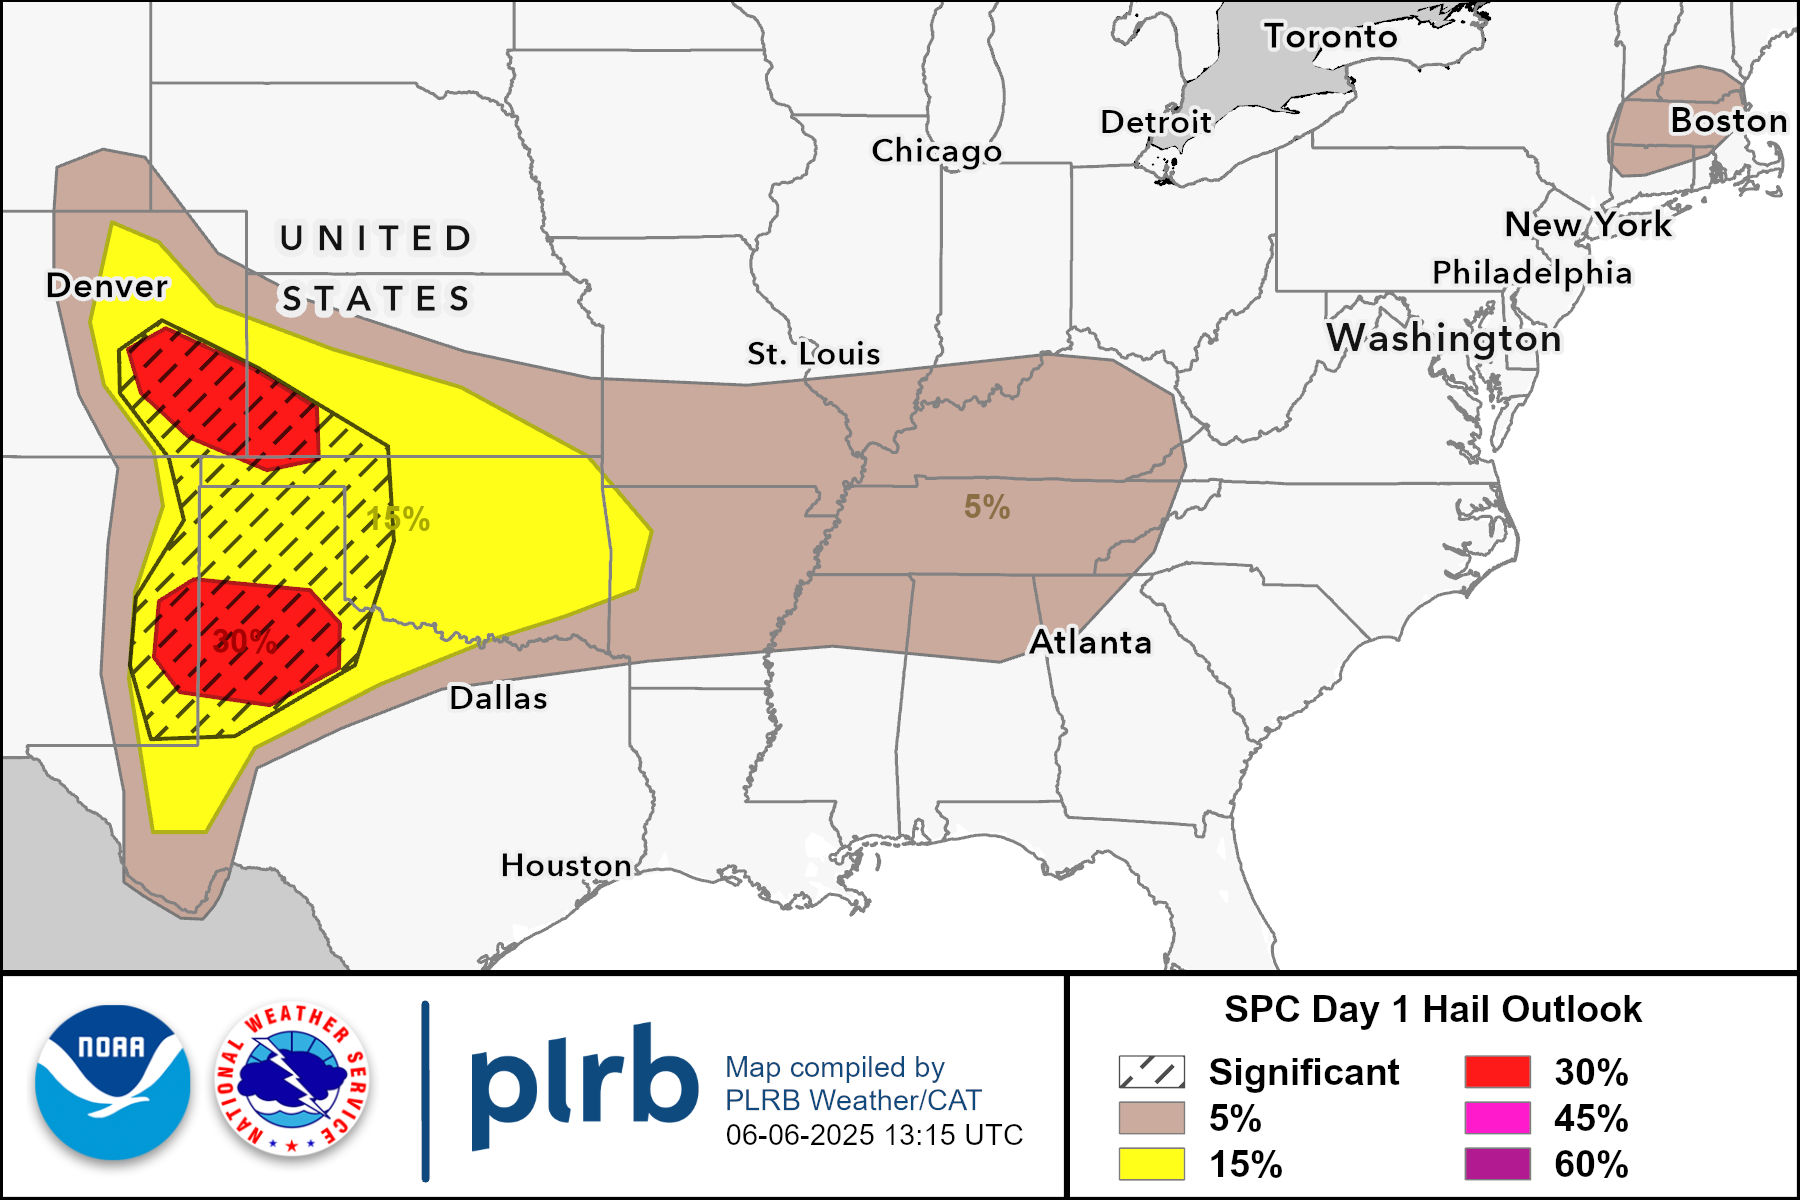 Toronto
Detroit
Boston
Chicago
New York
UNITED
Philadelphia
Denver
STATES
Washington
St. Louis
5%
15%
30%
Atlanta
Dallas
Houston
NOAA
NATIONAL WEATHER SERVICE
plrb
Map compiled by
PLRB Weather/CAT
06-06-2025 13:15 UTC
SPC Day 1 Hail Outlook
Significant
5%
15%
30%
45%
60%